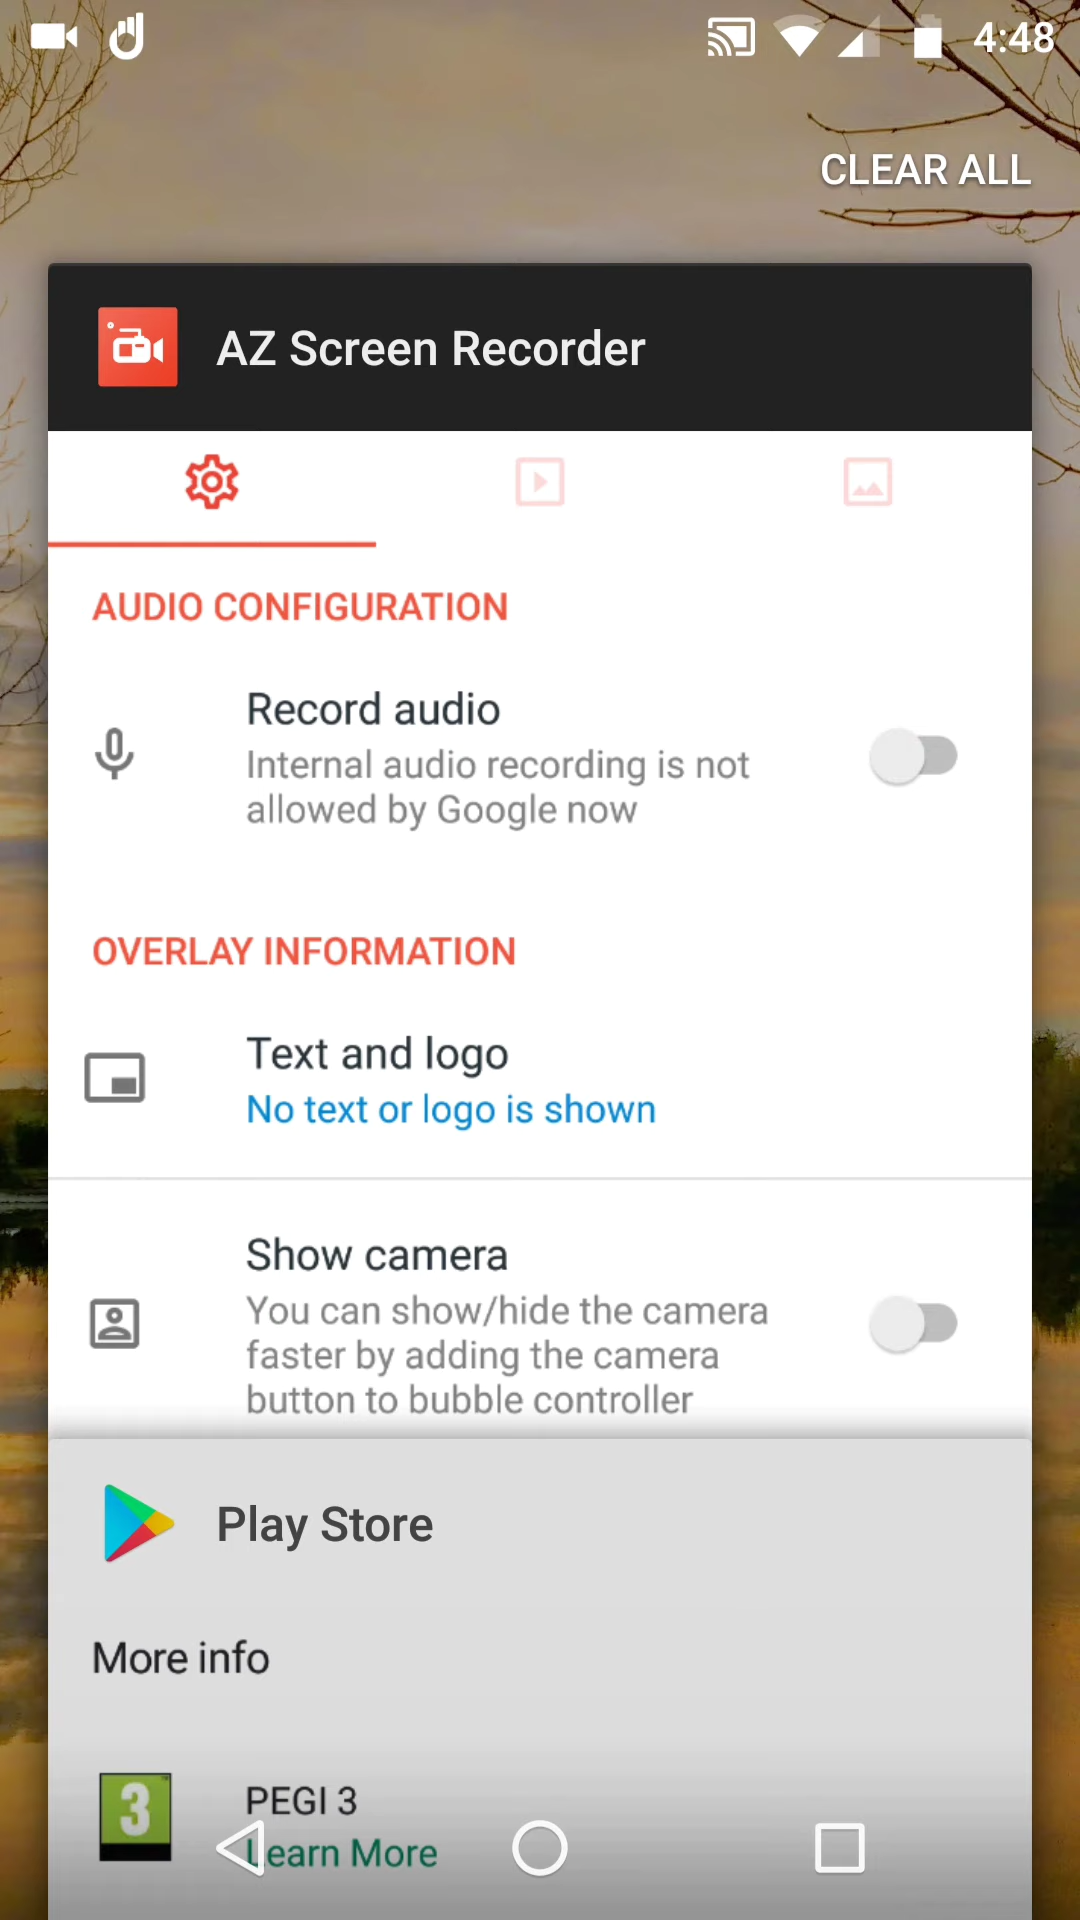 4:48
CLEAR ALL
AZ Screen Recorder
AUDIO CONFIGURATION
Record audio
Internal audio recording is not
allowed by Google now
OVERLAY INFORMATION
Text and logo
No text or logo is shown
Show camera
You can show/hide the camera
faster by adding the camera
button to bubble controller
Play Store
More info
3
PEGI 3
Learn More